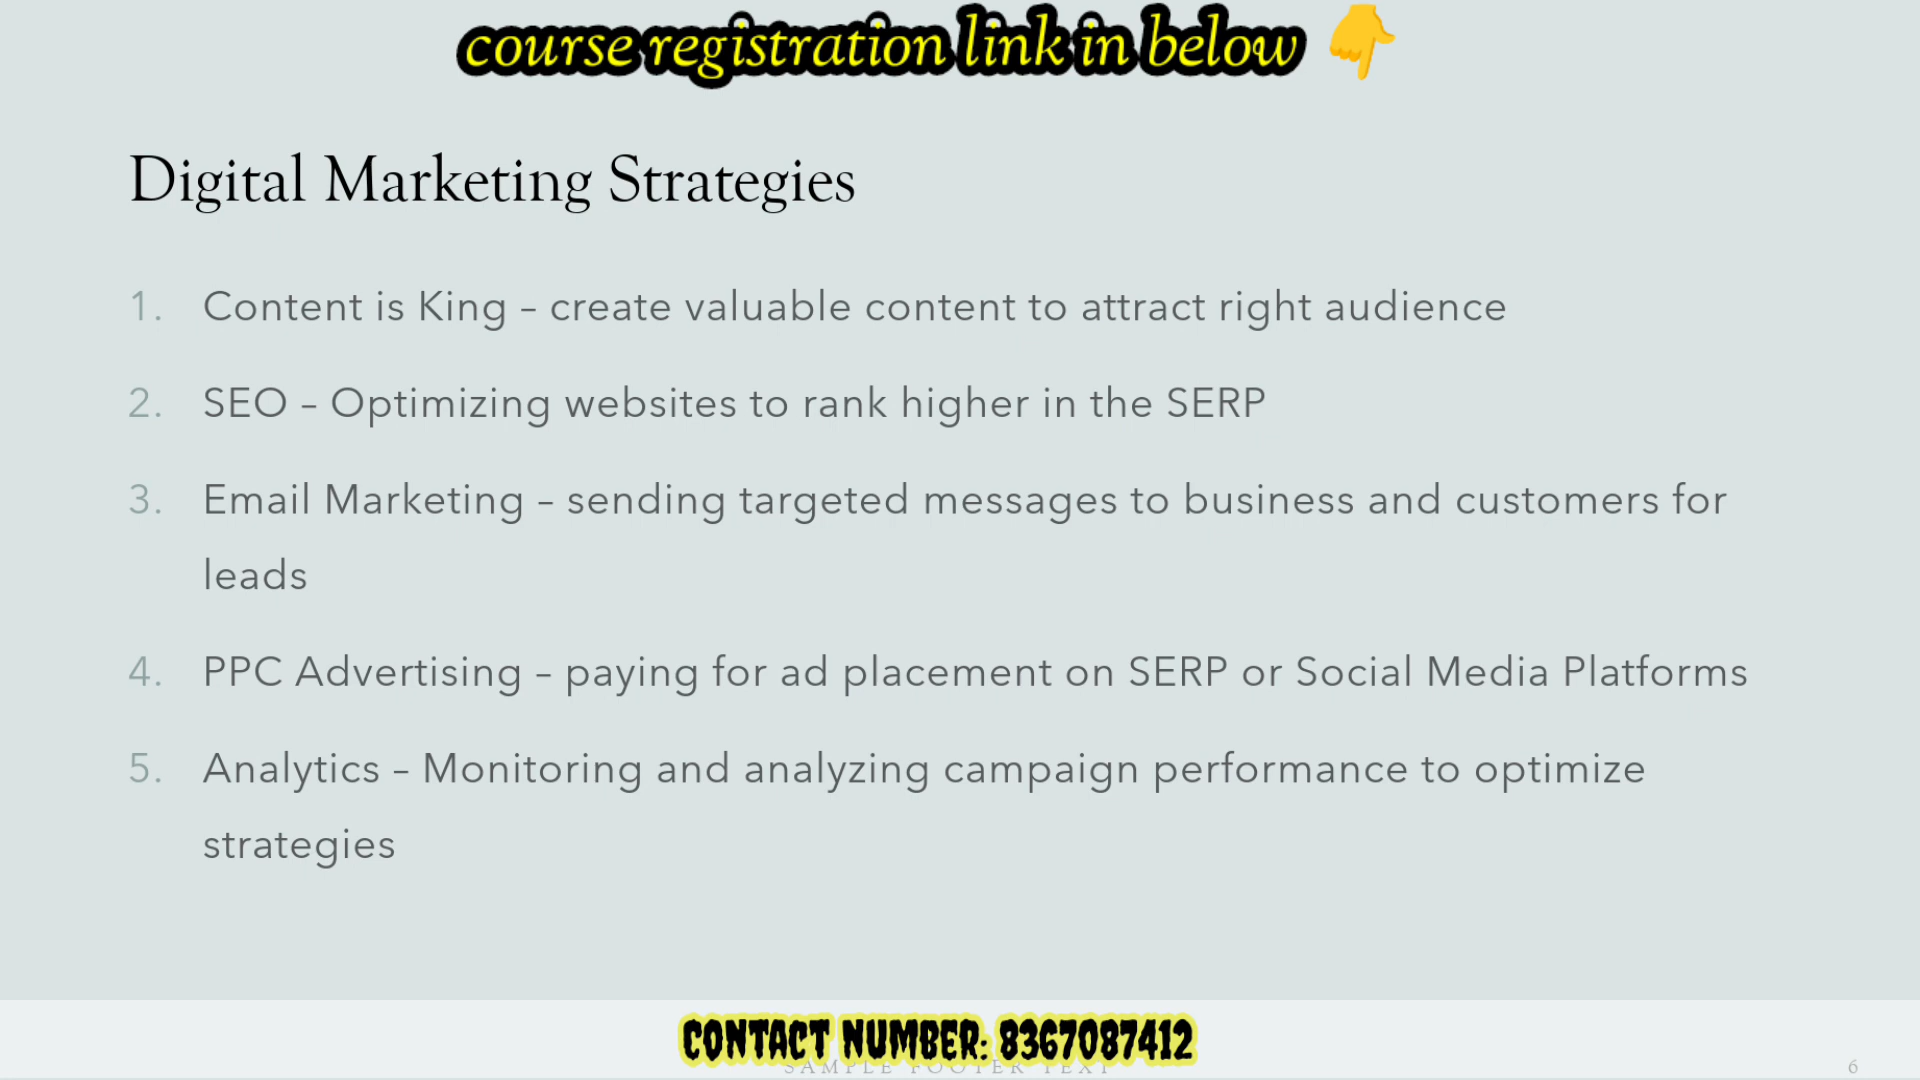 course registration link in below 👇
Digital Marketing Strategies
1. Content is King – create valuable content to attract right audience
2. SEO – Optimizing websites to rank higher in the SERP
3. Email Marketing – sending targeted messages to business and customers for
leads
4. PPC Advertising – paying for ad placement on SERP or Social Media Platforms
5. Analytics – Monitoring and analyzing campaign performance to optimize
strategies
CONTACT NUMBER: 8367087412
SAMPLE FOOTER TEXT
6